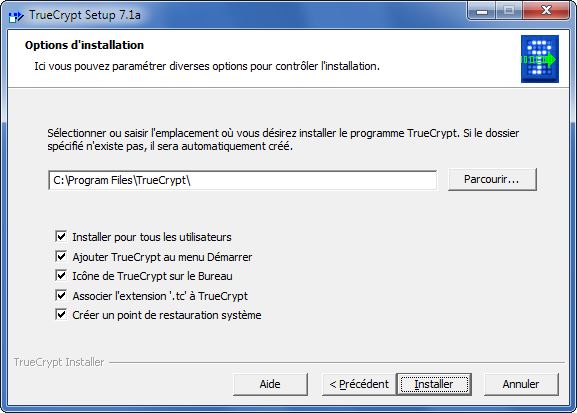 TrueCrypt Setup 7.1a
Options d'installation
Ici vous pouvez paramétrer diverses options pour contrôler l'installation.
Sélectionner ou saisir l'emplacement où vous désirez installer le programme TrueCrypt. Si le dossier
spécifié n'existe pas, il sera automatiquement créé.
C:\Program Files\TrueCrypt\
Parcourir...
Installer pour tous les utilisateurs
Ajouter TrueCrypt au menu Démarrer
Icône de TrueCrypt sur le Bureau
Associer l'extension '.tc' à TrueCrypt
Créer un point de restauration système
TrueCrypt Installer
Aide
< Précédent
Installer
Annuler